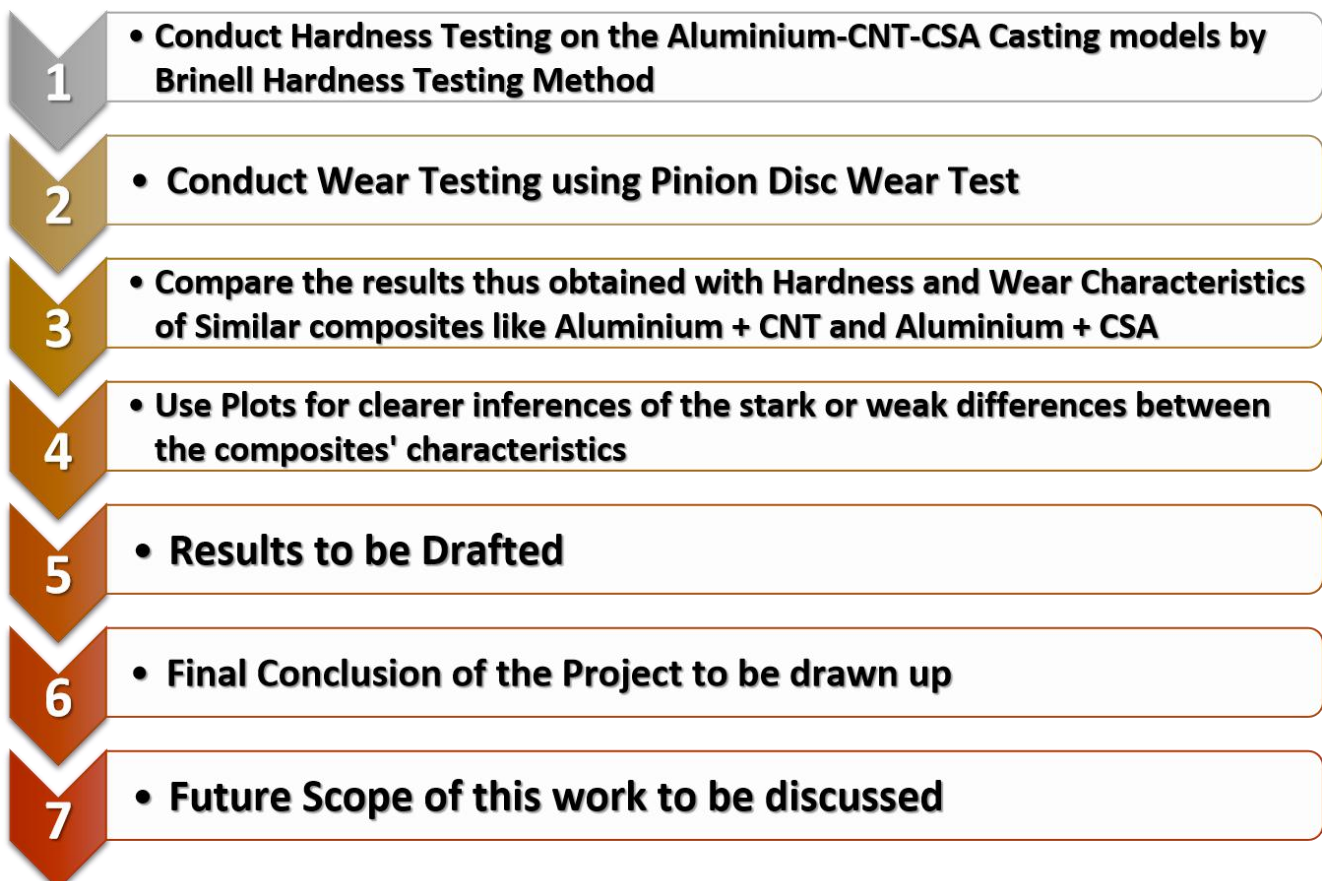 1
• Conduct Hardness Testing on the Aluminium-CNT-CSA Casting models by
Brinell Hardness Testing Method
2
• Conduct Wear Testing using Pinion Disc Wear Test
3
• Compare the results thus obtained with Hardness and Wear Characteristics
of Similar composites like Aluminium + CNT and Aluminium + CSA
4
• Use Plots for clearer inferences of the stark or weak differences between
the composites' characteristics
5
• Results to be Drafted
6
• Final Conclusion of the Project to be drawn up
7
• Future Scope of this work to be discussed